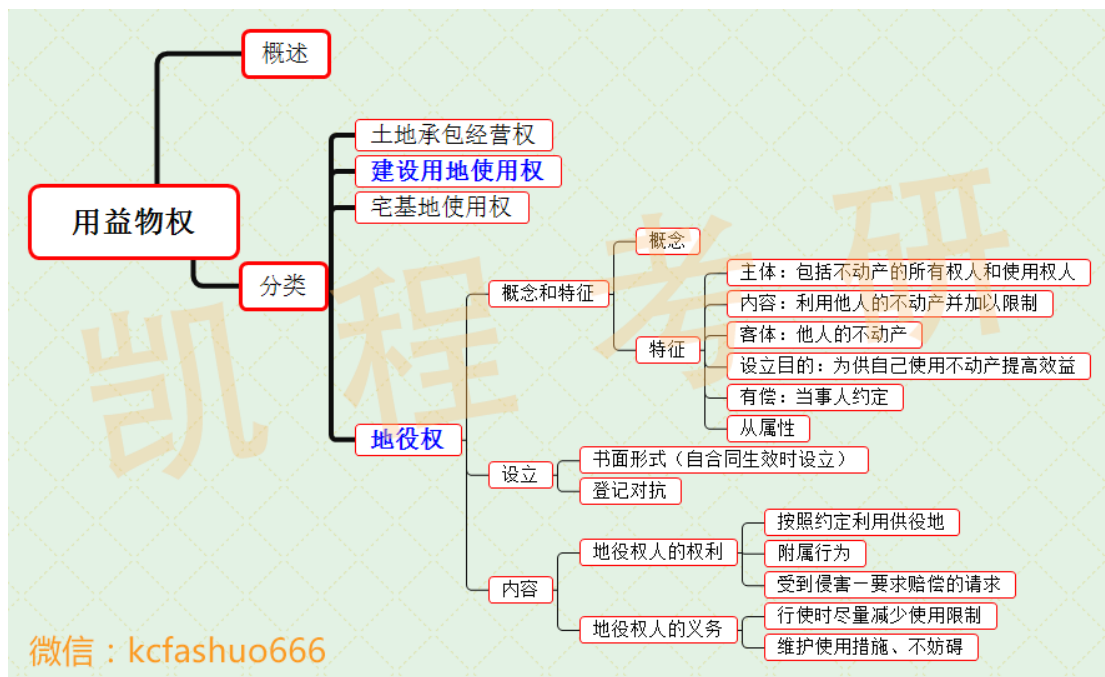 用益物权
概述
分类
土地承包经营权
建设用地使用权
宅基地使用权
地役权
概念和特征
概念
特征
主体：包括不动产的所有权人和使用权人
内容：利用他人的不动产并加以限制
客体：他人的不动产
设立目的：为供自己使用不动产提高效益
有偿：当事人约定
从属性
设立
书面形式（自合同生效时设立）
登记对抗
内容
地役权人的权利
按照约定利用供役地
附属行为
受到侵害－要求赔偿的请求
地役权人的义务
行使时尽量减少使用限制
维护使用措施、不妨碍
凯程考研
微信：kcfashuo666